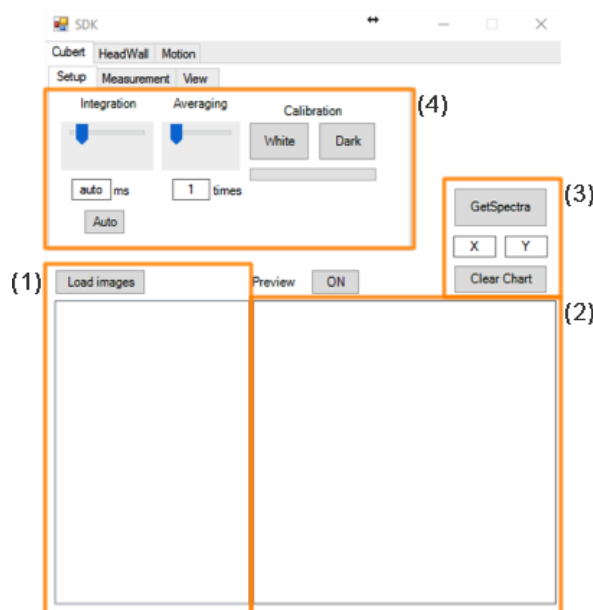 SDK
Cubert HeadWall Motion
Setup Measurement View
Integration Averaging Calibration (4)
White Dark
auto ms 1 times
Auto
GetSpectra (3)
X Y
(1) Load images Preview ON Clear Chart
(2)